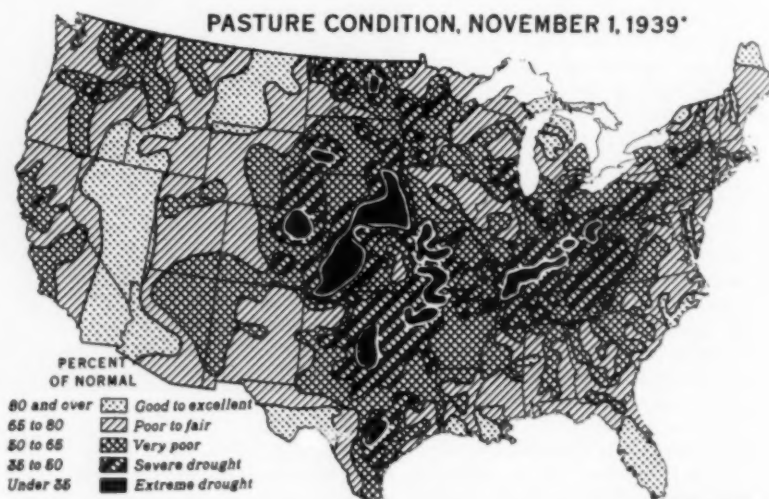 PASTURE CONDITION, NOVEMBER 1, 1939*
PERCENT
OF NORMAL
80 and over Good to excellent
65 to 80 Poor to fair
50 to 65 Very poor
35 to 50 Severe drought
Under 35 Extreme drought